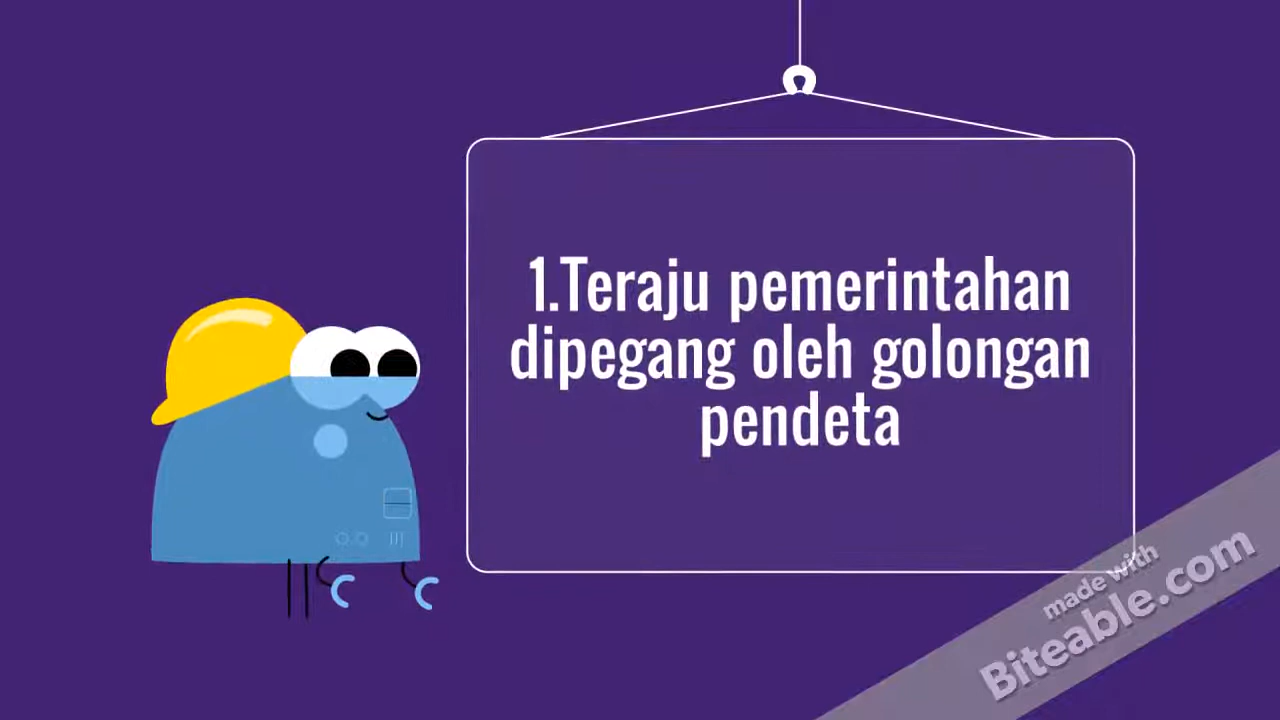 1.Teraju pemerintahan
dipegang oleh golongan
pendeta
made with
Biteable.com